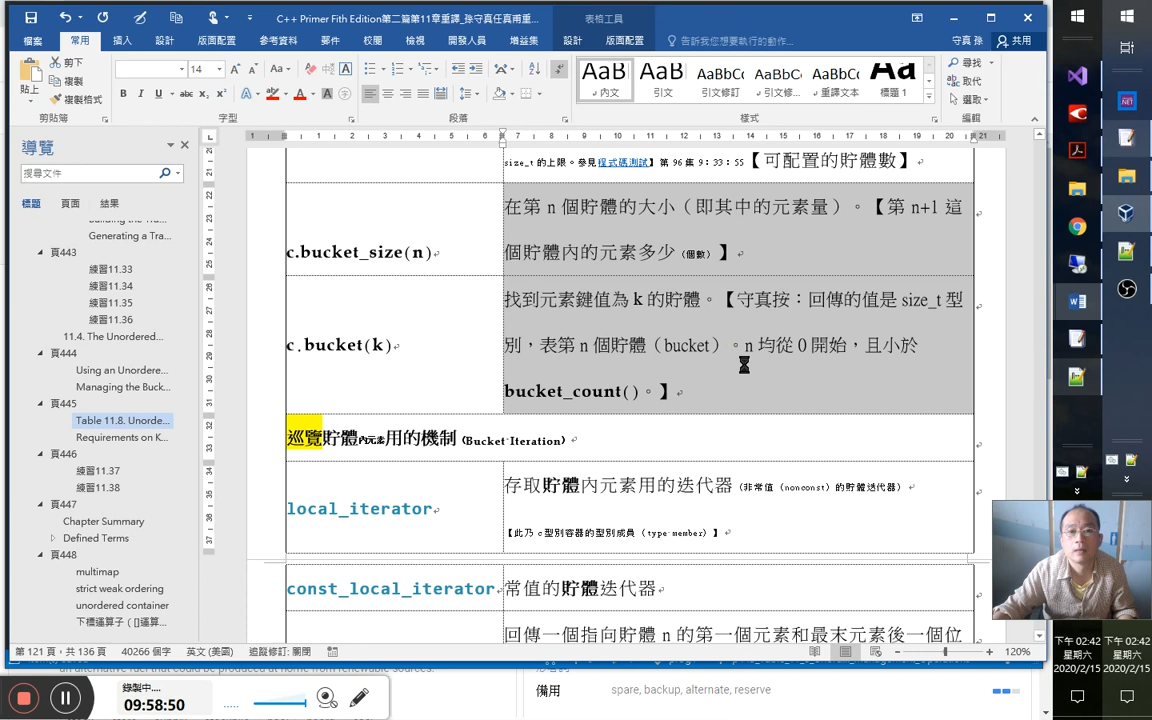 C++ Primer Fith Edition第二篇第11章重譯_孫守真任真甫重...
表格工具
檔案 常用 插入 設計 版面配置 參考資料 郵件 校閱 檢視 開發人員 增益集 設計 版面配置 告訴我您想要執行的動作... 守真 孫 共用
貼上 剪下 複製 複製格式
14
AaBb AaBb AaBbCc AaBbCc AaBbCc Aa
內文 引文 引文修訂 引文修... 重譯文本 標題 1
尋找 取代 選取
剪貼簿 字型 段落 樣式 編輯
導覽
搜尋文件
標題 頁面 結果
Building the Tra...
Generating a Tra...
頁443
練習11.33
練習11.34
練習11.35
練習11.36
11.4. The Unordered...
頁444
Using an Unordere...
Managing the Buck...
頁445
Table 11.8. Unorde...
Requirements on K...
頁446
練習11.37
練習11.38
頁447
Chapter Summary
Defined Terms
頁448
multimap
strict weak ordering
unordered container
下標運算子（[]運算...
size_t 的上限。參見程式碼測試】第 96 集 9：33：55【可配置的貯體數】
c.bucket_size(n)
在第 n 個貯體的大小（即其中的元素量）。【第 n+1 這
個貯體內的元素多少（個數）】
c.bucket(k)
找到元素鍵值為 k 的貯體。【守真按：回傳的值是 size_t 型
別，表第 n 個貯體（bucket）。n 均從 0 開始，且小於
bucket_count()。】
巡覽貯體內元素用的機制（Bucket Iteration）
local_iterator
存取貯體內元素用的迭代器（非常值（nonconst）的貯體迭代器）
【此乃 c 型別容器的型別成員（type member）】
const_local_iterator
常值的貯體迭代器
回傳一個指向貯體 n 的第一個元素和最末元素後一個位
第 121 頁，共 136 頁 40266 個字 英文 (美國) 追蹤修訂: 關閉 120%
備用 spare, backup, alternate, reserve
錄製中....
09:58:50
下午 02:42 下午 02:42
星期六 星期六
2020/2/15 2020/2/15